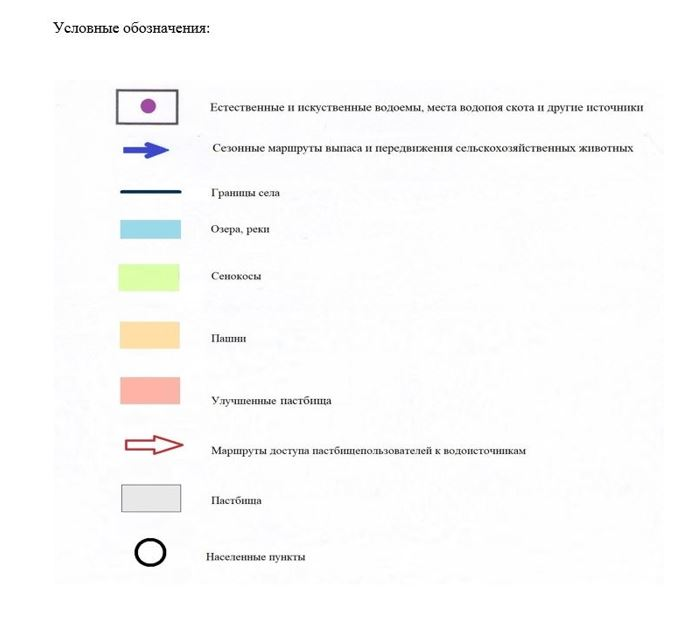 Условные обозначения:
Естественные и искуственные водоемы, места водопоя скота и другие источники
Сезонные маршруты выпаса и передвижения сельскохозяйственных животных
Границы села
Озера, реки
Сенокосы
Пашни
Улучшенные пастбища
Маршруты доступа пастбищепользователей к водоисточникам
Пастбища
Населенные пункты